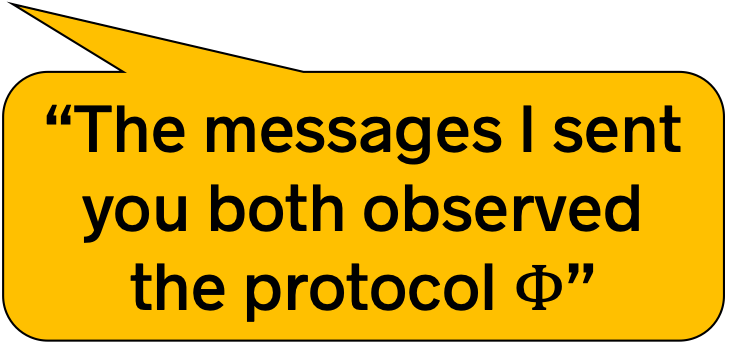 “The messages I sent
you both observed
the protocol Φ”